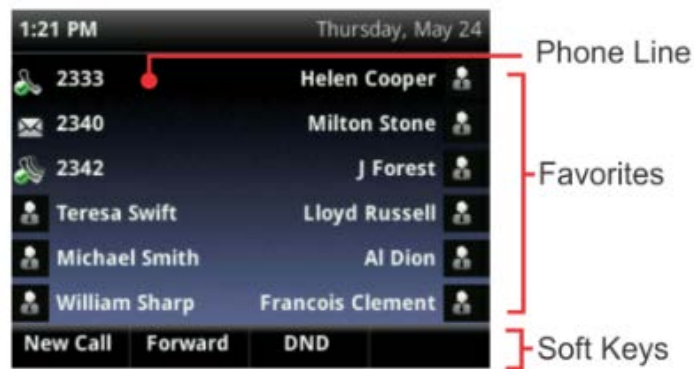 1:21 PM Thursday, May 24
Phone Line
2333 Helen Cooper
2340 Milton Stone
2342 J Forest
Favorites
Teresa Swift Lloyd Russell
Michael Smith Al Dion
William Sharp Francois Clement
New Call Forward DND
Soft Keys